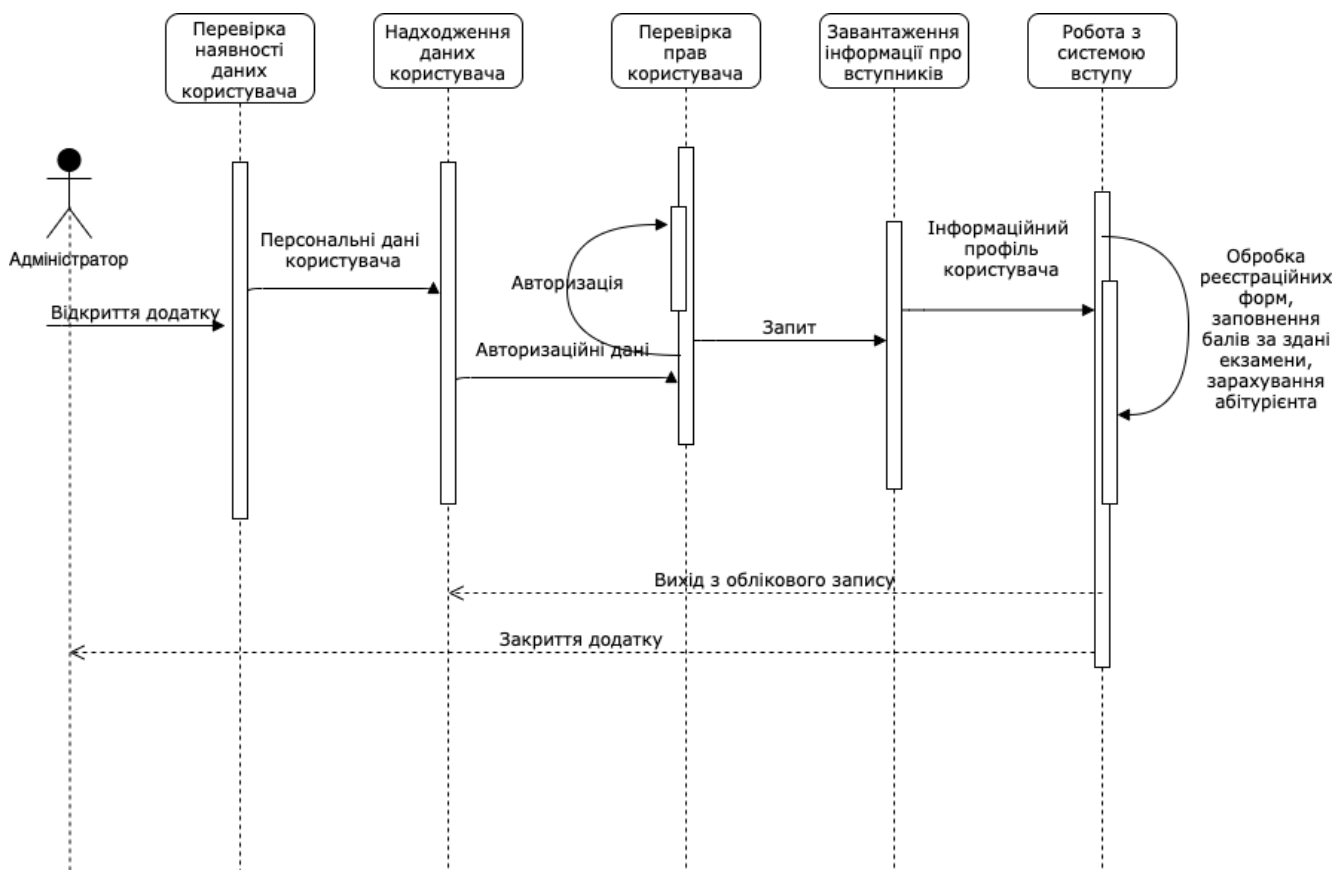 Перевірка
наявності
даних
користувача
Надходження
даних
користувача
Перевірка
прав
користувача
Завантаження
інформації про
вступників
Робота з
системою
вступу
Адміністратор
Відкриття додатку
Персональні дані
користувача
Авторизація
Авторизаційні дані
Запит
Інформаційний
профіль
користувача
Обробка
реєстраційних
форм,
заповнення
балів за здані
екзамени,
зарахування
абітурієнта
Вихід з облікового запису
Закриття додатку